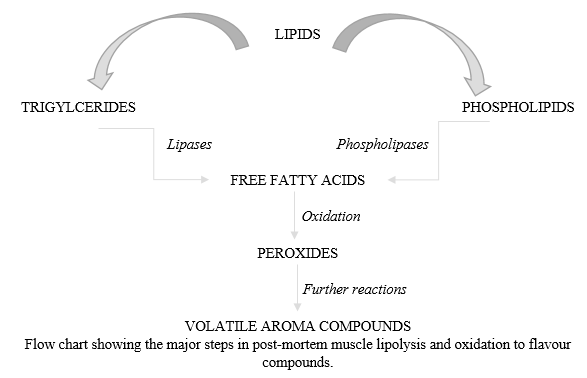 LIPIDS
TRIGYLCERIDES
PHOSPHOLIPIDS
Lipases
Phospholipases
FREE FATTY ACIDS
Oxidation
PEROXIDES
Further reactions
VOLATILE AROMA COMPOUNDS
Flow chart showing the major steps in post-mortem muscle lipolysis and oxidation to flavour
compounds.